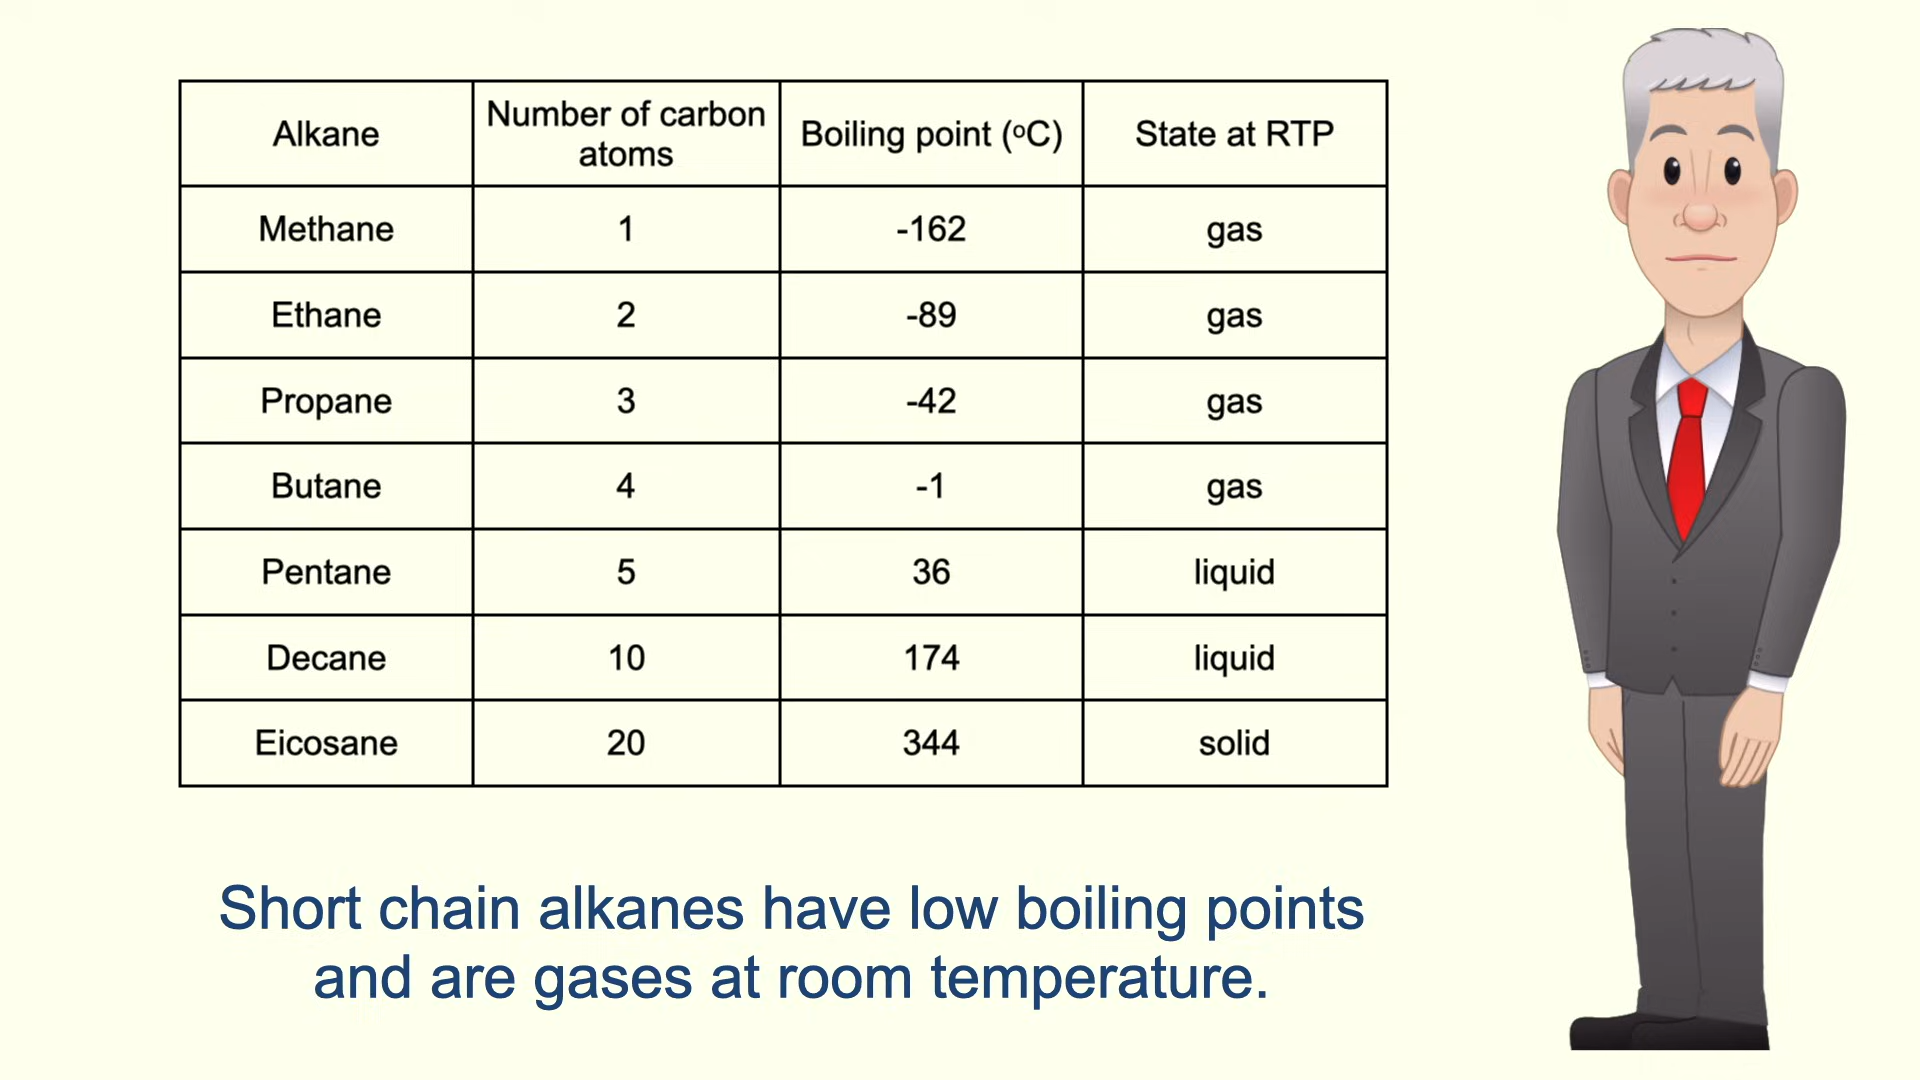 Alkane Number of carbon atoms Boiling point (ºC) State at RTP
Methane 1 -162 gas
Ethane 2 -89 gas
Propane 3 -42 gas
Butane 4 -1 gas
Pentane 5 36 liquid
Decane 10 174 liquid
Eicosane 20 344 solid
Short chain alkanes have low boiling points
and are gases at room temperature.